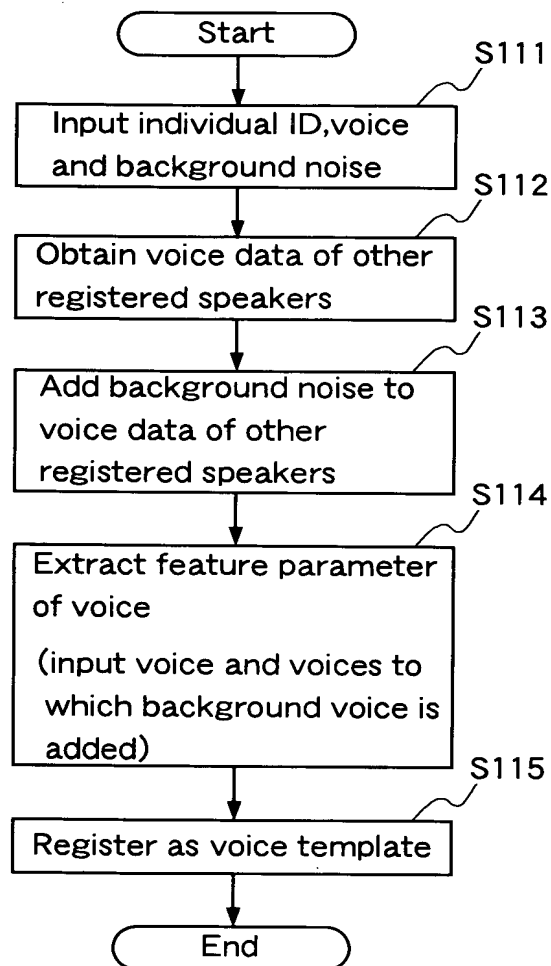 Start
S111
Input individual ID,voice
and background noise
S112
Obtain voice data of other
registered speakers
S113
Add background noise to
voice data of other
registered speakers
S114
Extract feature parameter
of voice
(input voice and voices to
which background voice is
added)
S115
Register as voice template
End